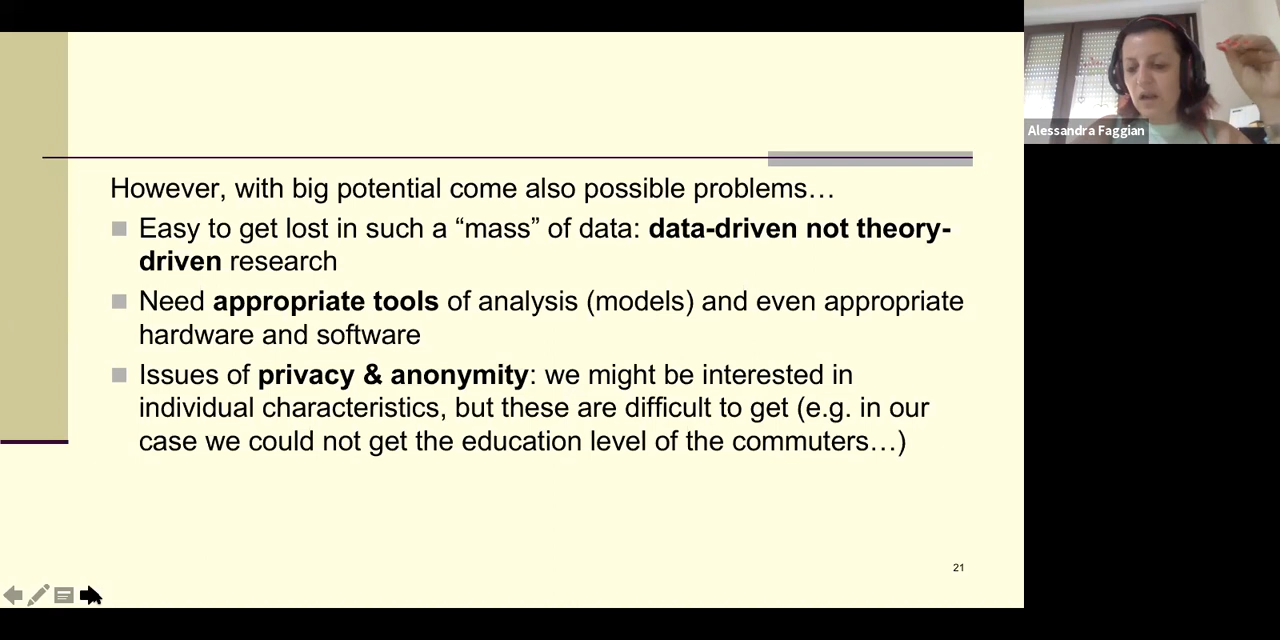 Alessandra Faggian
However, with big potential come also possible problems…
Easy to get lost in such a “mass” of data: data-driven not theory-
driven research
Need appropriate tools of analysis (models) and even appropriate
hardware and software
Issues of privacy & anonymity: we might be interested in
individual characteristics, but these are difficult to get (e.g. in our
case we could not get the education level of the commuters…)
21